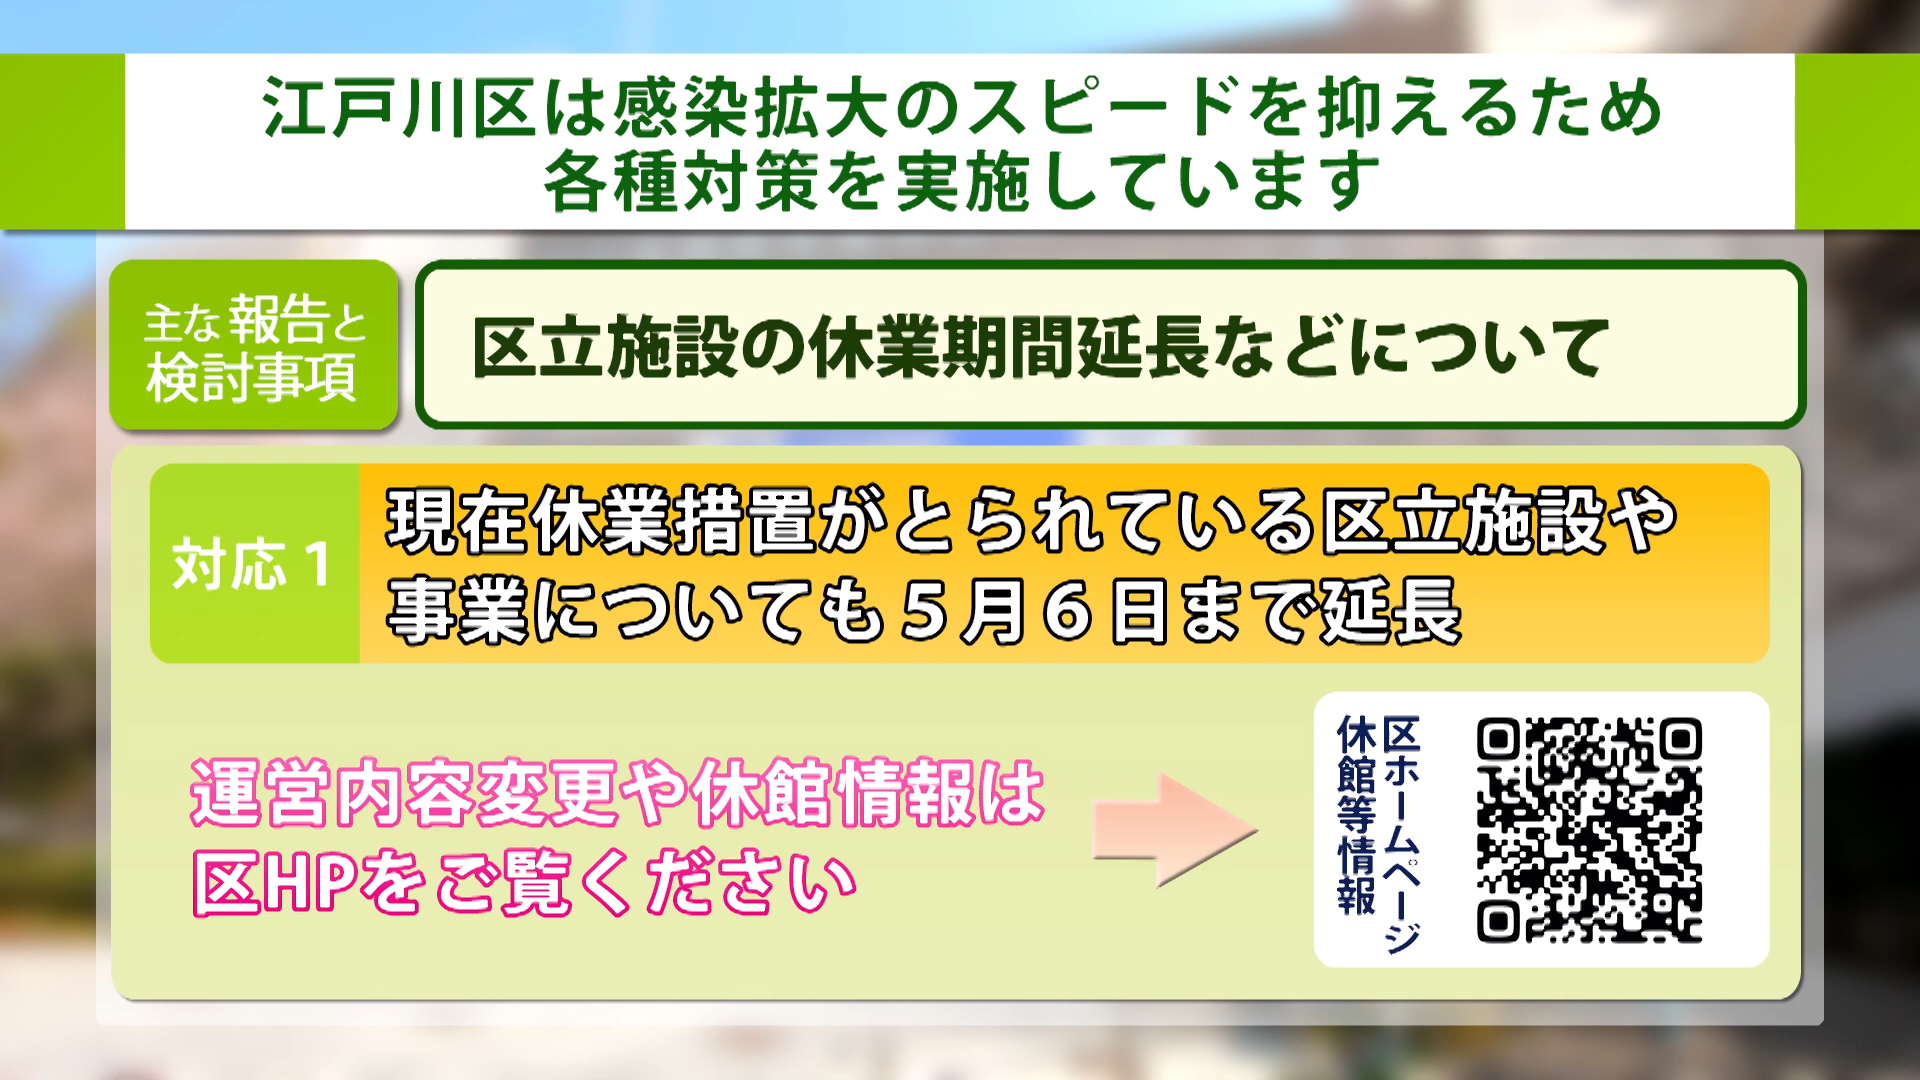 江戸川区は感染拡大のスピードを抑えるため
各種対策を実施しています
主な報告と
検討事項
区立施設の休業期間延長などについて
対応1
現在休業措置がとられている区立施設や
事業についても5月6日まで延長
運営内容変更や休館情報は
区HPをご覧ください
区ホームページ
休館等情報